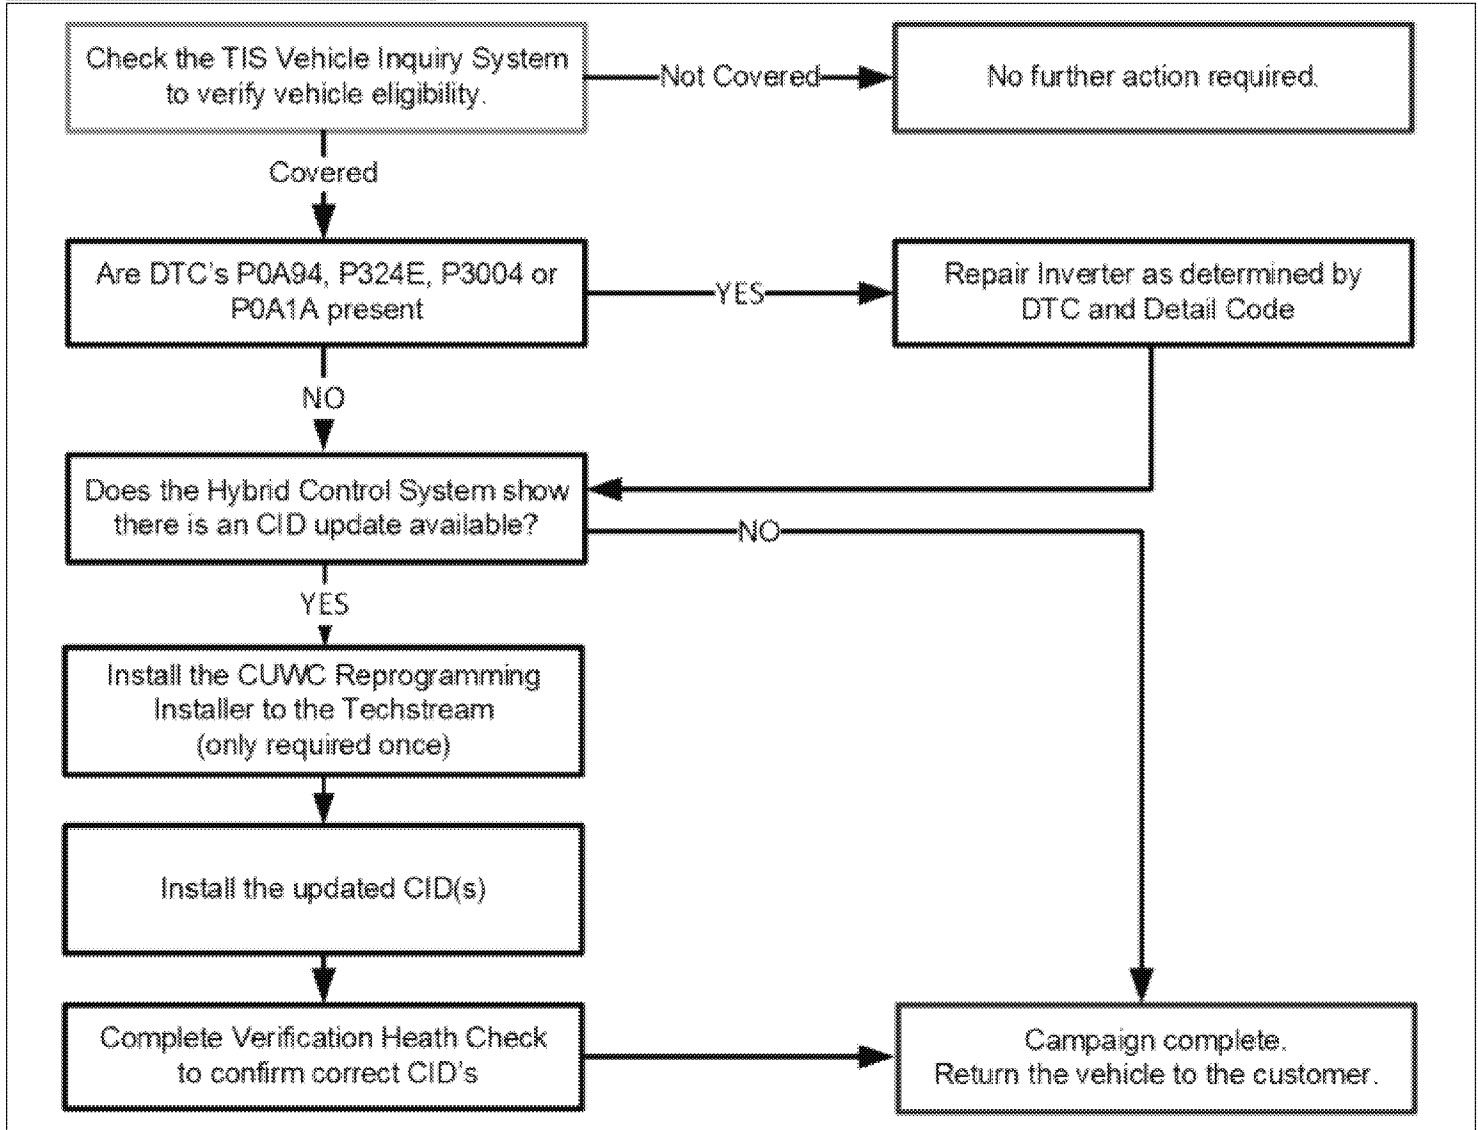 Check the TIS Vehicle Inquiry System
to verify vehicle eligibility.
Not Covered
No further action required.
Covered
Are DTC's P0A94, P324E, P3004 or
P0A1A present
YES
Repair Inverter as determined by
DTC and Detail Code
NO
Does the Hybrid Control System show
there is an CID update available?
NO
YES
Install the CUWC Reprogramming
Installer to the Techstream
(only required once)
Install the updated CID(s)
Complete Verification Heath Check
to confirm correct CID's
Campaign complete.
Return the vehicle to the customer.